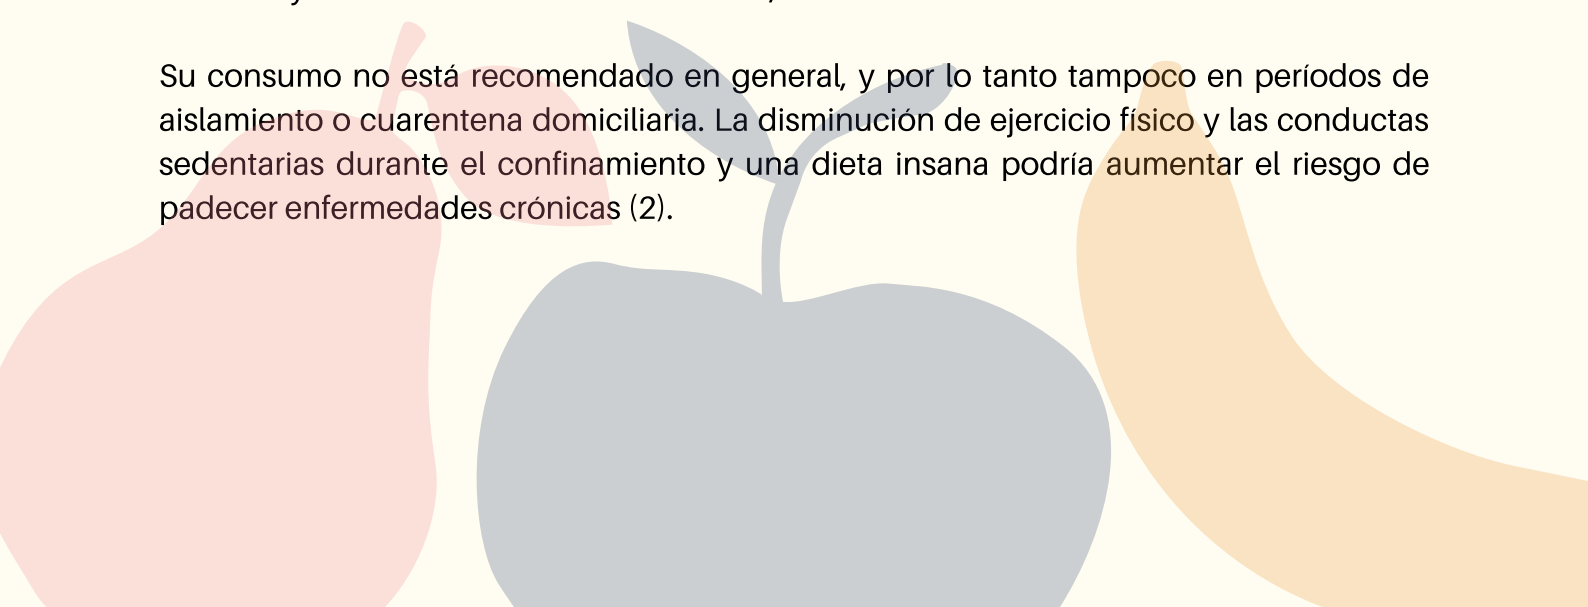 Su consumo no está recomendado en general, y por lo tanto tampoco en períodos de
aislamiento o cuarentena domiciliaria. La disminución de ejercicio físico y las conductas
sedentarias durante el confinamiento y una dieta insana podría aumentar el riesgo de
padecer enfermedades crónicas (2).